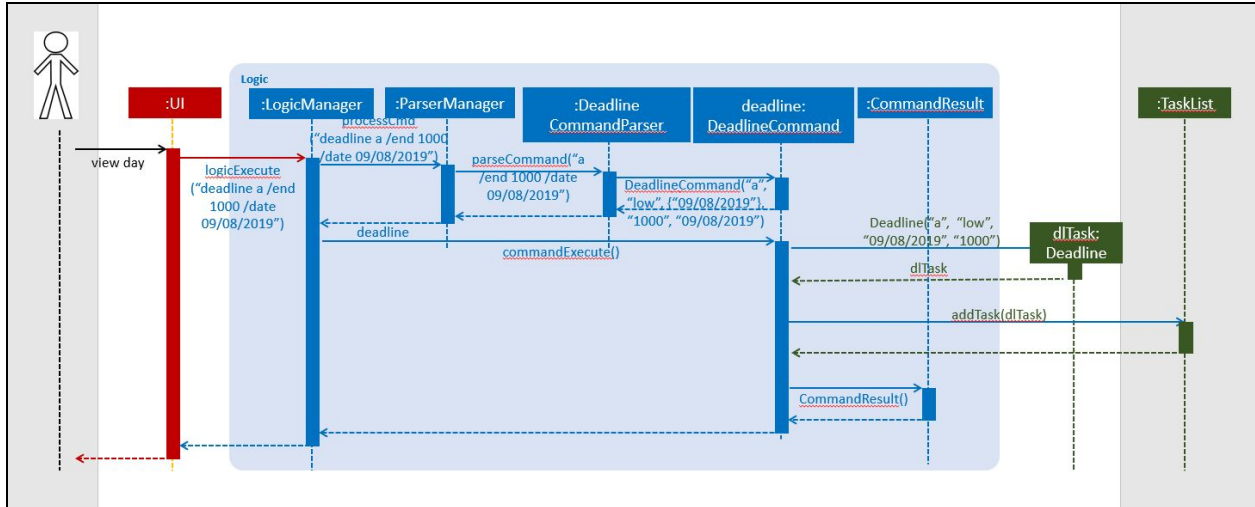 Logic
:UI
:LogicManager
:ParserManager
:Deadline
CommandParser
deadline:
DeadlineCommand
:CommandResult
:TaskList
view day
logicExecute
("deadline a /end
1000 /date
09/08/2019")
processCmd
("deadline a /end 1000
/date 09/08/2019")
parseCommand("a
/end 1000 /date
09/08/2019")
DeadlineCommand("a",
"low", {"09/08/2019"},
"1000", "09/08/2019")
deadline
commandExecute()
Deadline("a", "low",
"09/08/2019", "1000")
dlTask:
Deadline
dlTask
addTask(dlTask)
CommandResult()